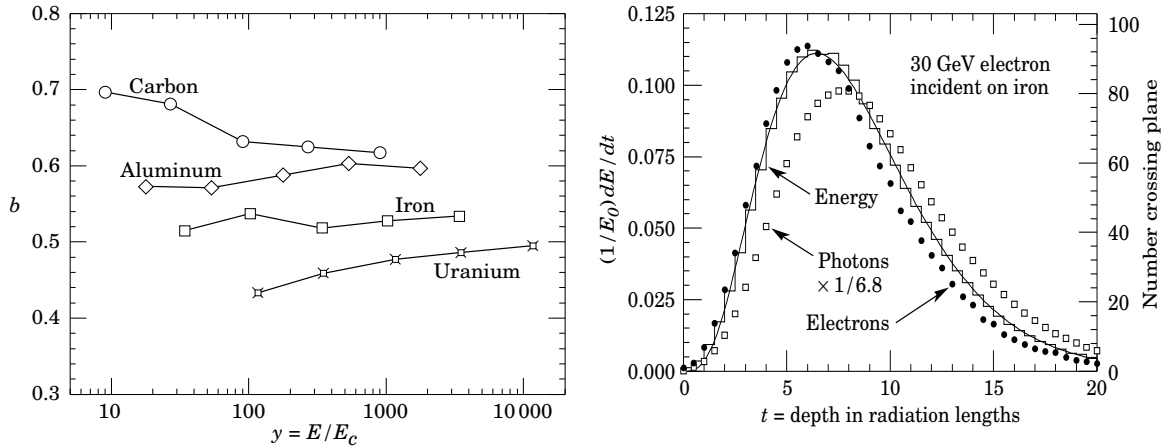 0.8
0.7
0.6
0.5
0.4
0.3
b
Carbon
Aluminum
Iron
Uranium
10
100
1000
10 000
y = E/E_c
0.125
0.100
0.075
0.050
0.025
0.000
(1/E_0) dE/dt
30 GeV electron
incident on iron
Energy
Photons
× 1/6.8
Electrons
0
5
10
15
20
t = depth in radiation lengths
100
80
60
40
20
0
Number crossing plane